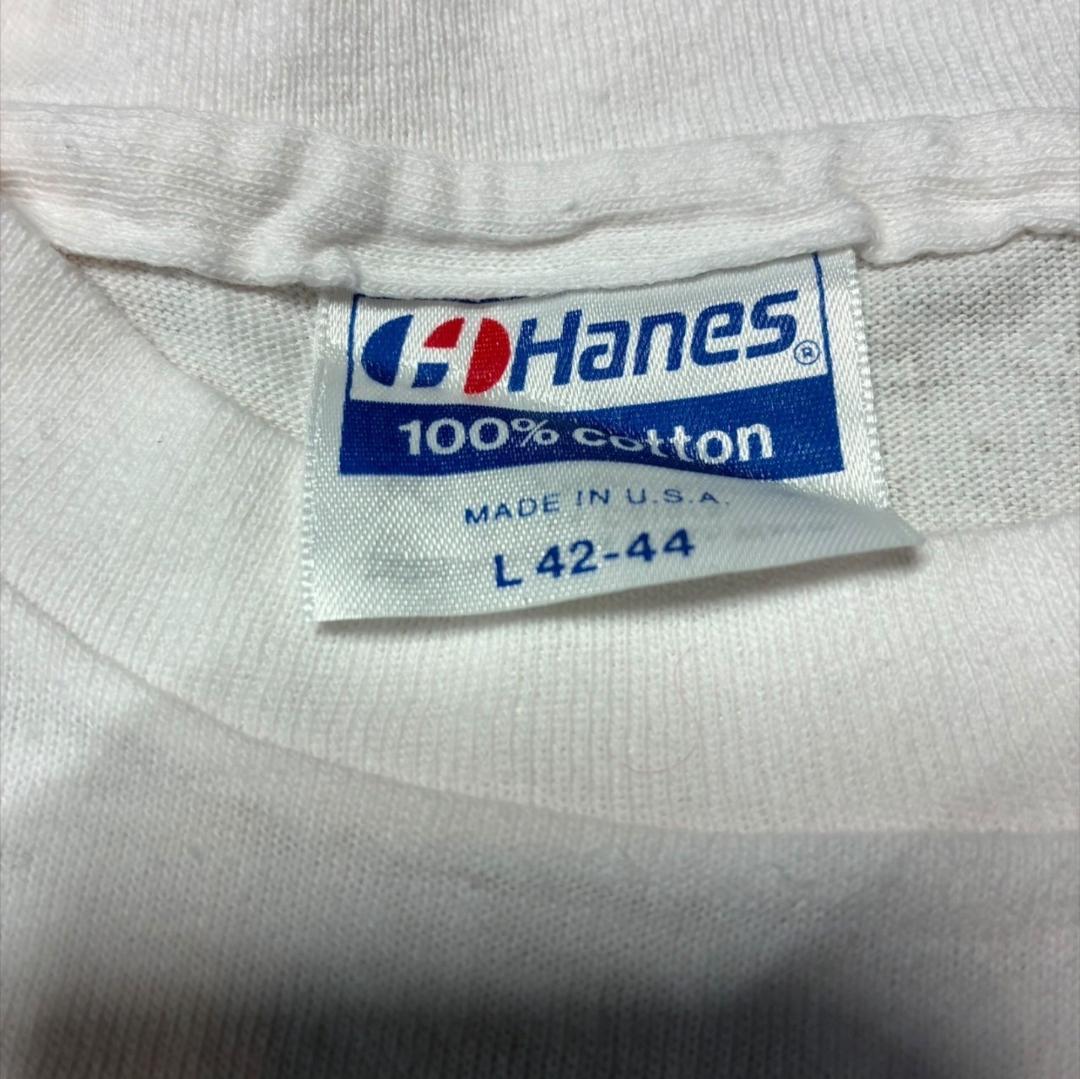 Hanes®
100% cotton
MADE IN U.S.A.
L 42-44